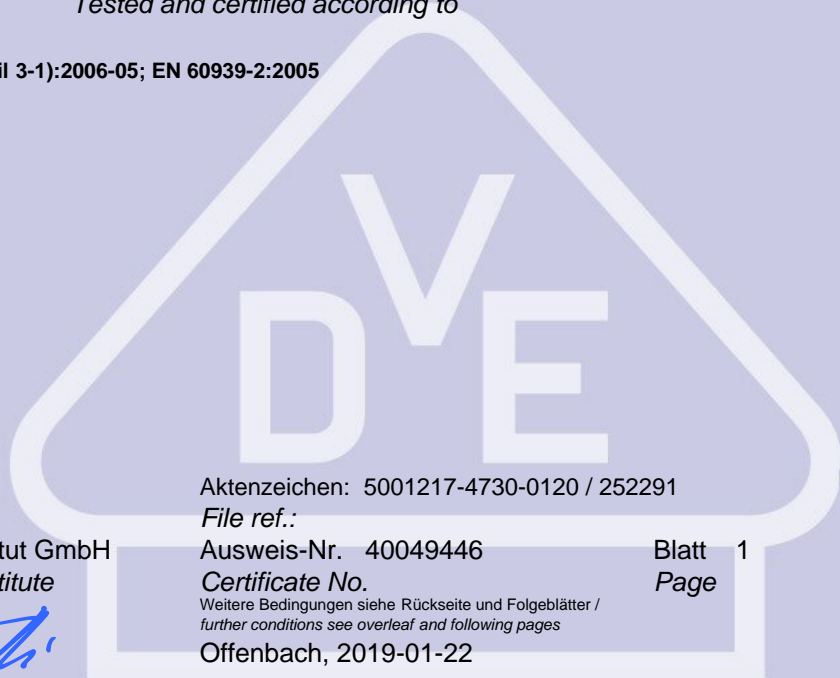 Tested and certified according to
3-1):2006-05; EN 60939-2:2005
VDE
Aktenzeichen: 5001217-4730-0120 / 252291
File ref.:
GmbH
Ausweis-Nr. 40049446 Blatt 1
Certificate No. Page
Weitere Bedingungen siehe Rückseite und Folgeblätter /
further conditions see overleaf and following pages
Offenbach, 2019-01-22